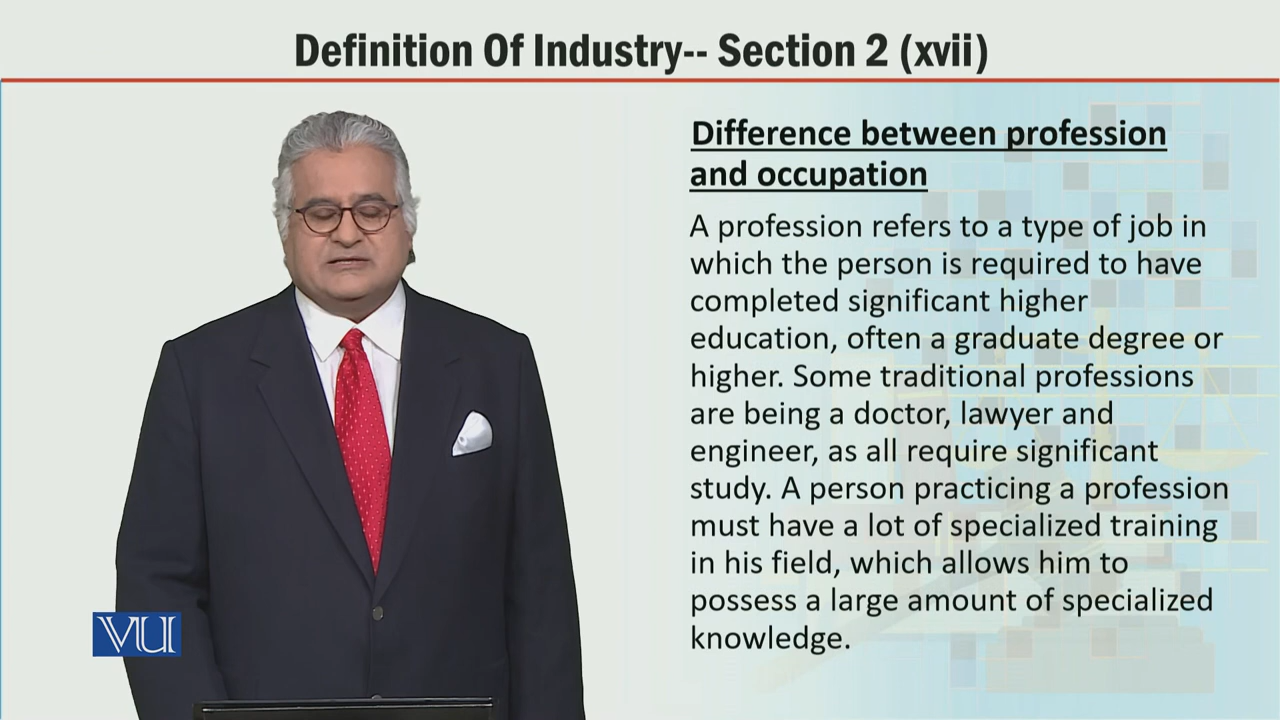 Definition Of Industry-- Section 2 (xvii)
Difference between profession
and occupation
A profession refers to a type of job in
which the person is required to have
completed significant higher
education, often a graduate degree or
higher. Some traditional professions
are being a doctor, lawyer and
engineer, as all require significant
study. A person practicing a profession
must have a lot of specialized training
in his field, which allows him to
possess a large amount of specialized
knowledge.
VU